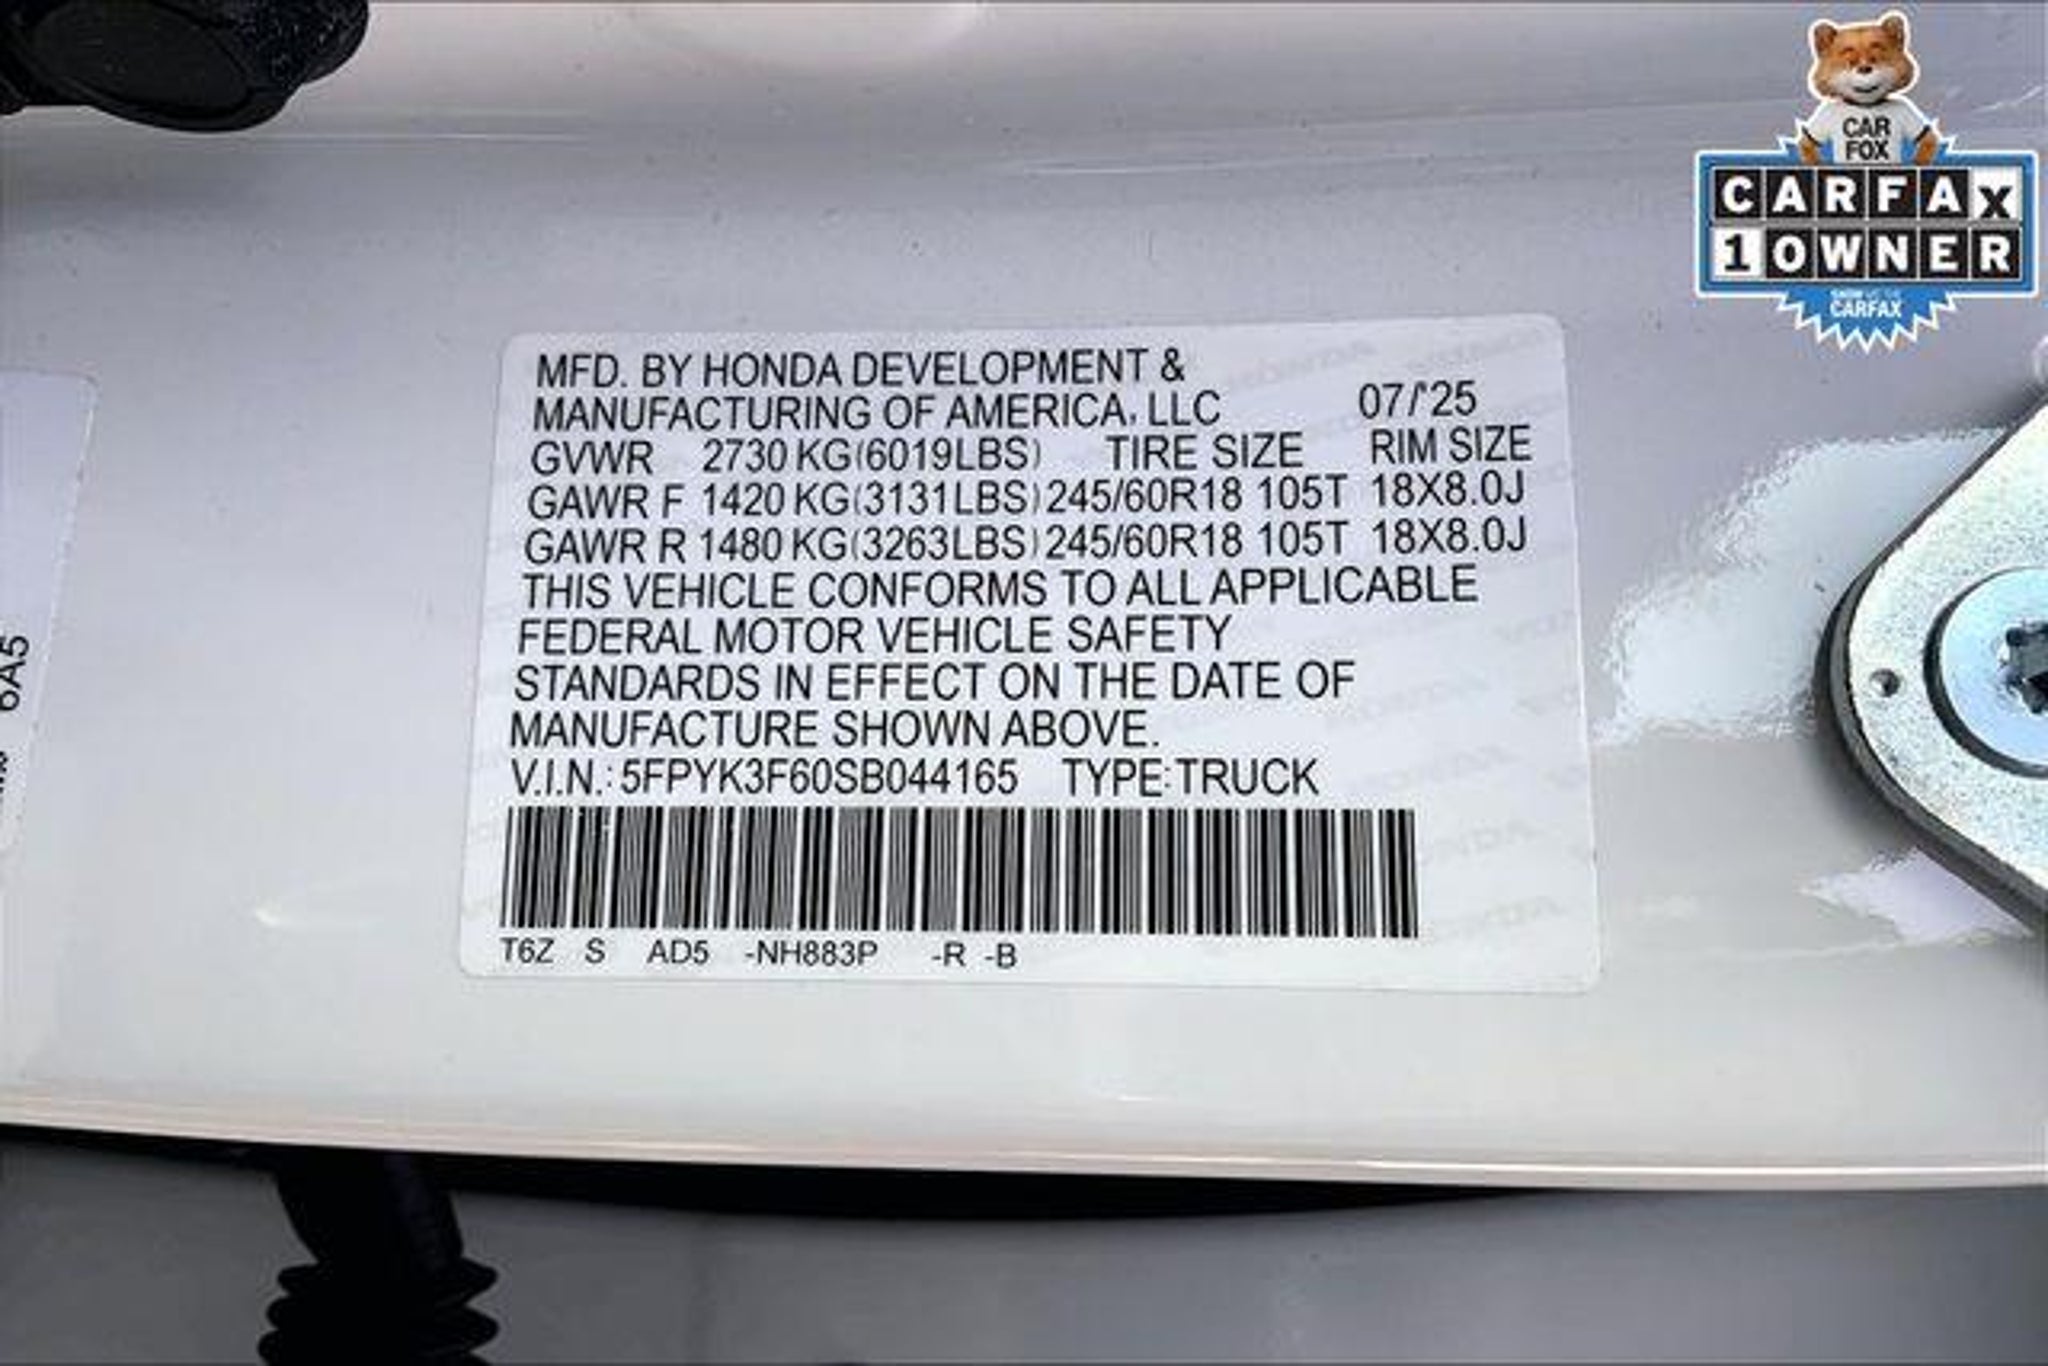 CAR
FOX
CARFAX
1 OWNER
CARFAX
MFD. BY HONDA DEVELOPMENT &
MANUFACTURING OF AMERICA, LLC 07/'25
GVWR 2730 KG(6019LBS) TIRE SIZE RIM SIZE
GAWR F 1420 KG(3131LBS) 245/60R18 105T 18X8.0J
GAWR R 1480 KG(3263LBS) 245/60R18 105T 18X8.0J
THIS VEHICLE CONFORMS TO ALL APPLICABLE
FEDERAL MOTOR VEHICLE SAFETY
STANDARDS IN EFFECT ON THE DATE OF
MANUFACTURE SHOWN ABOVE.
V.I.N.: 5FPYK3F60SB044165 TYPE: TRUCK
T6Z S AD5 -NH883P -R -B
6A5